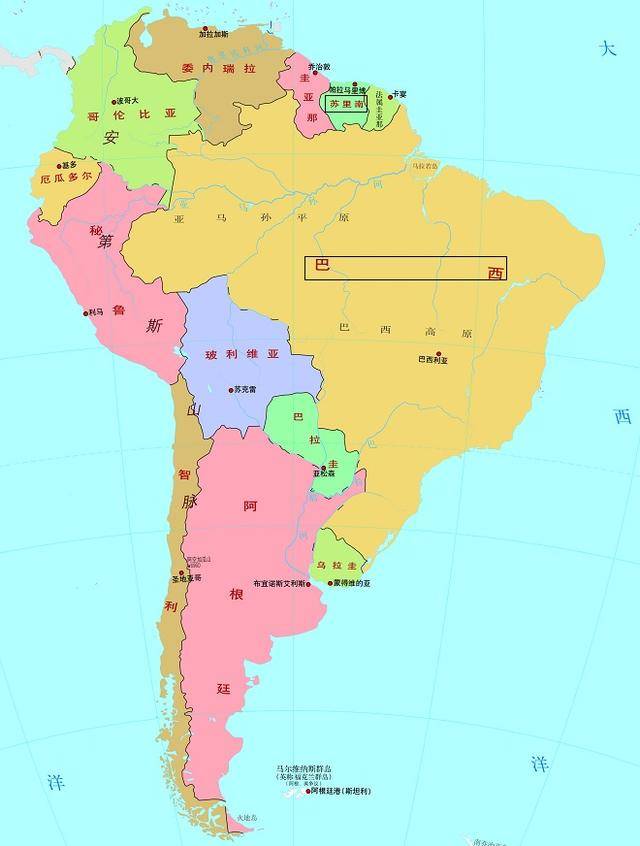 加拉加斯
委内瑞拉
乔治敦
圭亚那
帕拉马里博
苏里南
法属圭亚那
卡宴
大
波哥大
哥伦比亚
安
基多
厄瓜多尔
马拉若岛
亚马孙河
亚马孙平原
秘鲁
第
巴西
利马
斯
巴西高原
玻利维亚
巴西利亚
苏克雷
山
巴拉圭
西
亚松森
智利
脉
阿根廷
乌拉圭
圣地亚哥
布宜诺斯艾利斯
蒙得维的亚
洋
洋
马尔维纳斯群岛
(英称 福克兰群岛)
阿根廷港(斯坦利)
火地岛